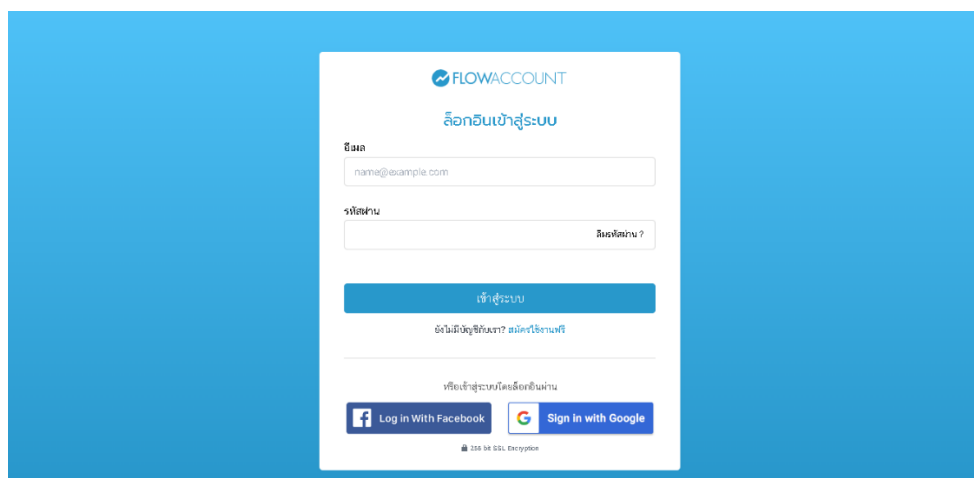 FLOWACCOUNT
ล็อกอินเข้าสู่ระบบ
อีเมล
name@example.com
รหัสผ่าน
ลืมรหัสผ่าน ?
เข้าสู่ระบบ
ยังไม่มีบัญชีกับเรา? สมัครใช้งานฟรี
หรือเข้าสู่ระบบโดยล็อกอินผ่าน
Log in With Facebook
G Sign in with Google
256 bit SSL Encryption